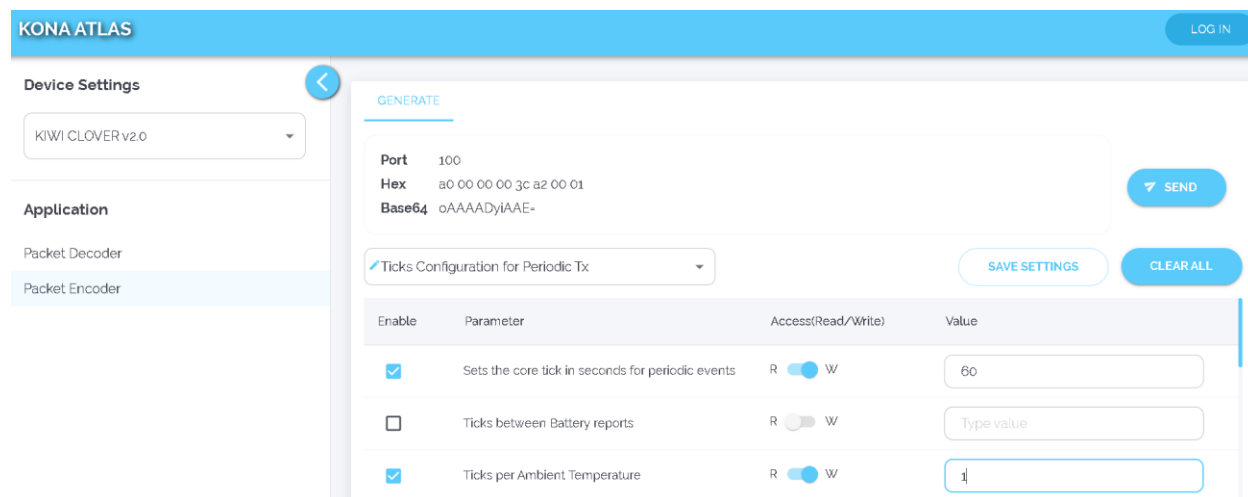 KONA ATLAS
LOG IN
Device Settings
KIWI CLOVER v2.0
Application
Packet Decoder
Packet Encoder
GENERATE
Port 100
Hex a0 00 00 00 3c a2 00 01
Base64 oAAAADyiAAE=
SEND
Ticks Configuration for Periodic Tx
SAVE SETTINGS
CLEAR ALL
Enable Parameter Access(Read/Write) Value
Sets the core tick in seconds for periodic events R W 60
Ticks between Battery reports R W Type value
Ticks per Ambient Temperature R W 1